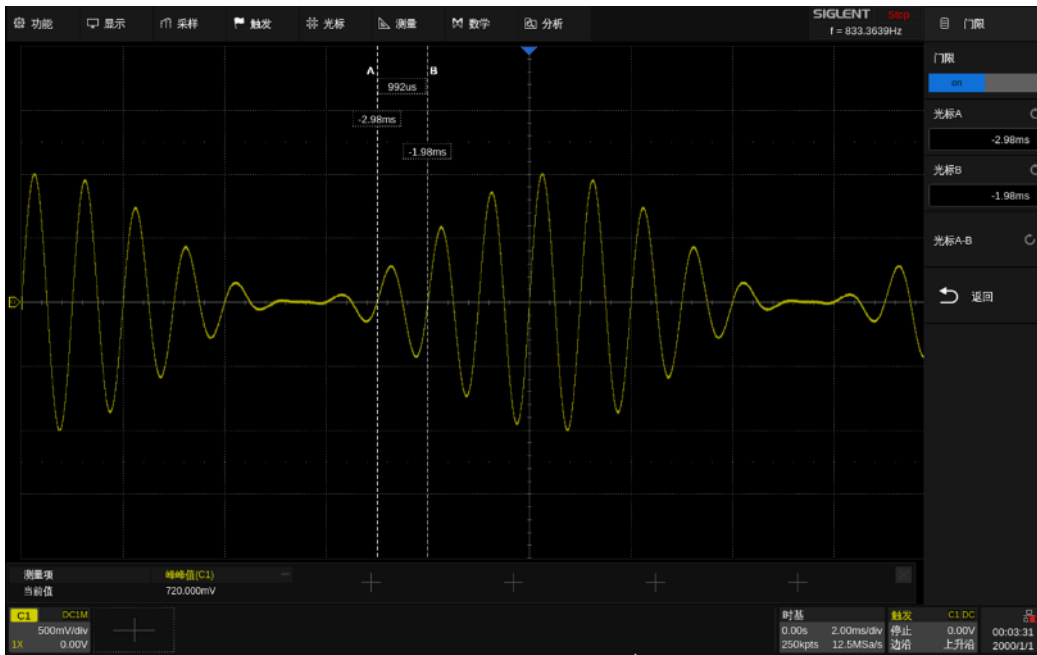 功能 显示 采样 触发 光标 测量 数学 分析
SIGLENT Stop
f = 833.3639Hz
门限
A B
992us
-2.98ms
-1.98ms
门限
on
光标A
-2.98ms
光标B
-1.98ms
光标A-B
返回
测量项 峰峰值(C1)
当前值 720.000mV
C1 DC1M
500mV/div
1X 0.00V
时基
0.00s 2.00ms/div
250kpts 12.5MSa/s
触发 C1 DC
停止 0.00V
边沿 上升沿
00:03:31
2000/1/1